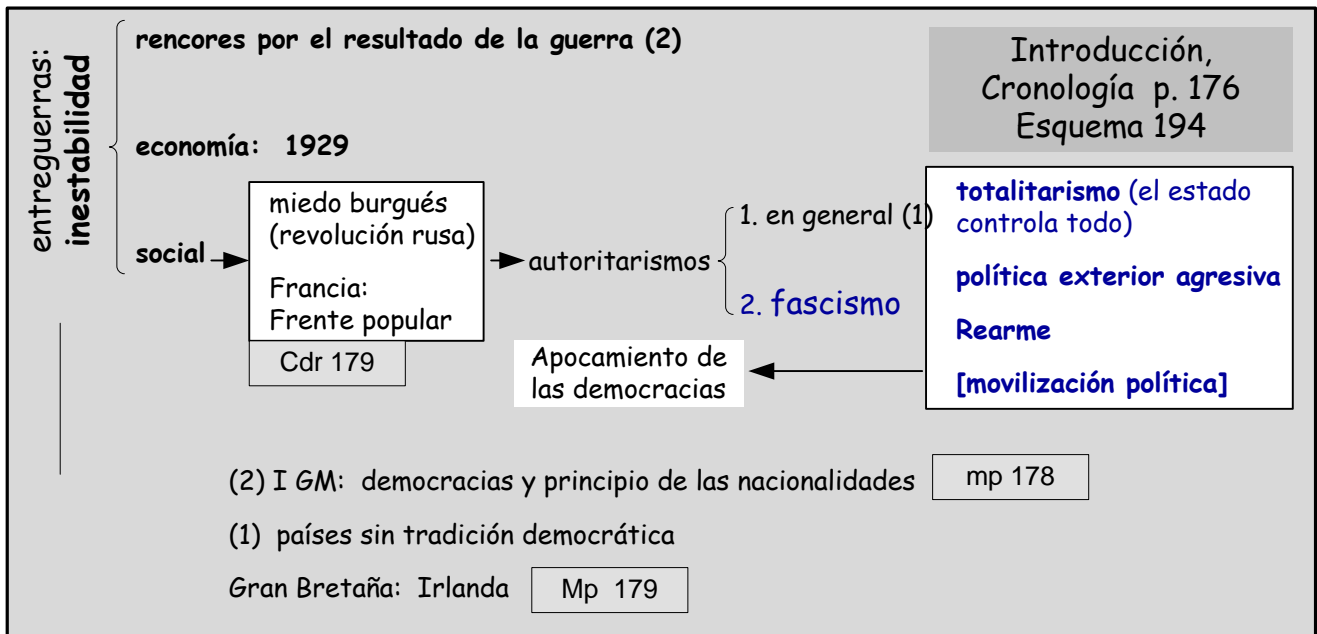 entreguerras:
inestabilidad
rencores por el resultado de la guerra (2)
economía: 1929
social
miedo burgués
(revolución rusa)
Francia:
Frente popular
Cdr 179
autoritarismos
1. en general (1)
2. fascismo
Introducción,
Cronología p. 176
Esquema 194
totalitarismo (el estado
controla todo)
política exterior agresiva
Rearme
[movilización política]
Apocamiento de
las democracias
(2) I GM: democracias y principio de las nacionalidades
mp 178
(1) países sin tradición democrática
Gran Bretaña: Irlanda
Mp 179